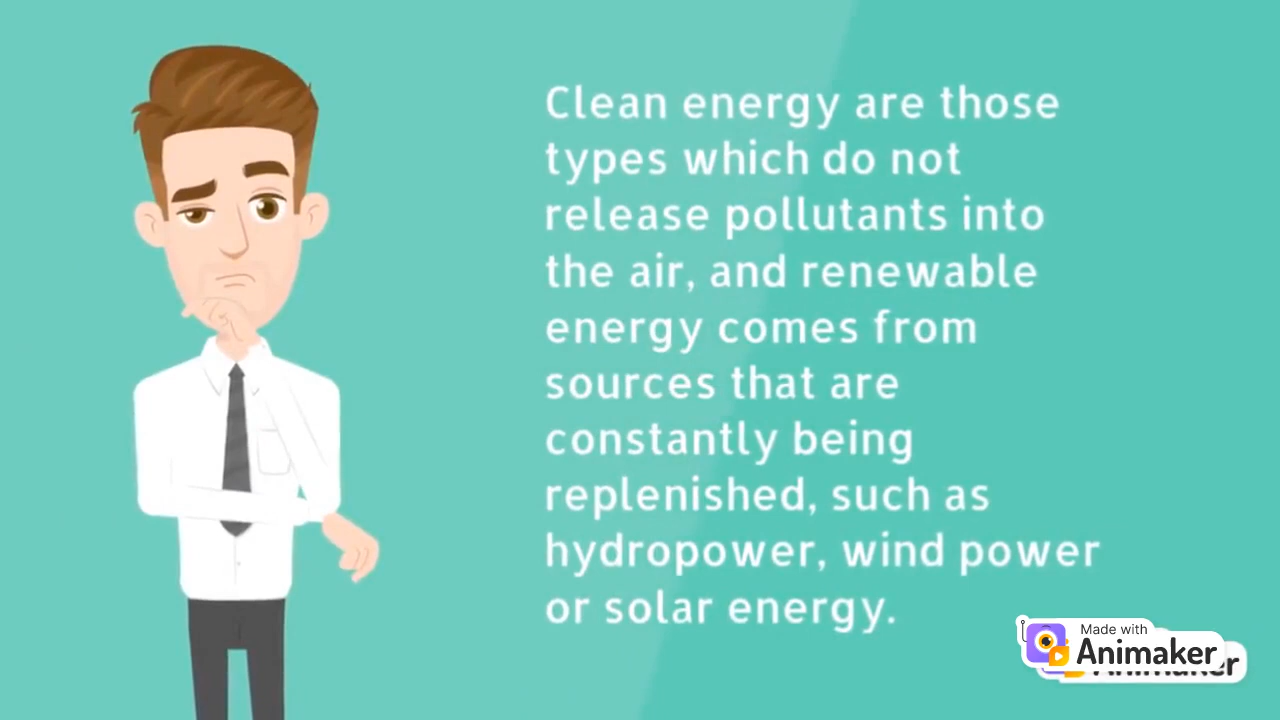 Clean energy are those
types which do not
release pollutants into
the air, and renewable
energy comes from
sources that are
constantly being
replenished, such as
hydropower, wind power
or solar energy.
Made with
Animaker